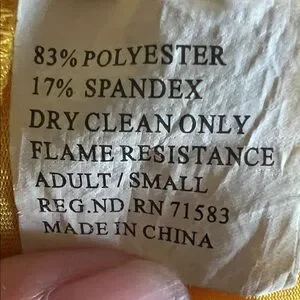 83% POLYESTER
17% SPANDEX
DRY CLEAN ONLY
FLAME RESISTANCE
ADULT / SMALL
REG.ND.RN 71583
MADE IN CHINA